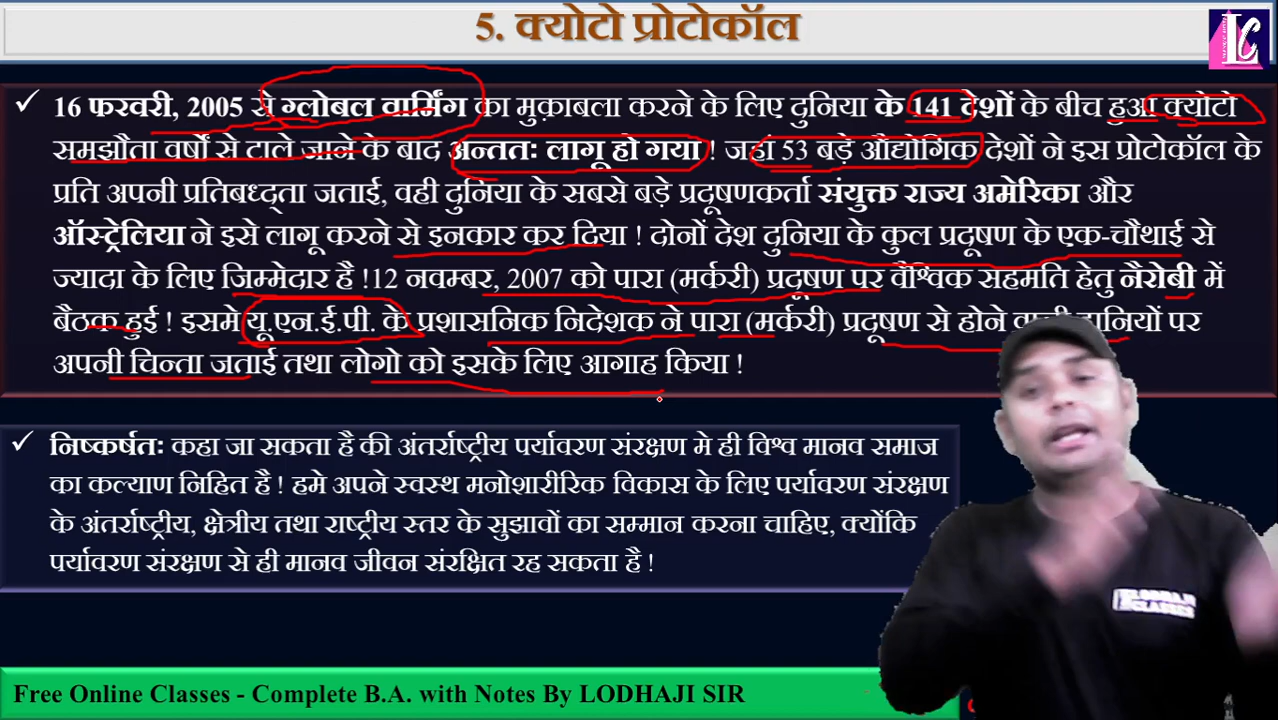 5. क्योटो प्रोटोकॉल
LC
16 फरवरी, 2005 से ग्लोबल वार्मिंग का मुक़ाबला करने के लिए दुनिया के 141 देशों के बीच हुआ क्योटो
समझौता वर्षों से टाले जाने के बाद अन्ततः लागू हो गया ! जहां 53 बड़े औद्योगिक देशों ने इस प्रोटोकॉल के
प्रति अपनी प्रतिबध्द्ता जताई, वही दुनिया के सबसे बड़े प्रदूषणकर्ता संयुक्त राज्य अमेरिका और
ऑस्ट्रेलिया ने इसे लागू करने से इनकार कर दिया ! दोनों देश दुनिया के कुल प्रदूषण के एक-चौथाई से
ज्यादा के लिए जिम्मेदार है !12 नवम्बर, 2007 को पारा (मर्करी) प्रदूषण पर वैश्विक सहमति हेतु नैरोबी में
बैठक हुई ! इसमे यू.एन.ई.पी. के प्रशासनिक निदेशक ने पारा (मर्करी) प्रदूषण से होने वाली हानियों पर
अपनी चिन्ता जताई तथा लोगो को इसके लिए आगाह किया !
निष्कर्षतः कहा जा सकता है की अंतर्राष्ट्रीय पर्यावरण संरक्षण मे ही विश्व मानव समाज
का कल्याण निहित है ! हमे अपने स्वस्थ मनोशारीरिक विकास के लिए पर्यावरण संरक्षण
के अंतर्राष्ट्रीय, क्षेत्रीय तथा राष्ट्रीय स्तर के सुझावों का सम्मान करना चाहिए, क्योंकि
पर्यावरण संरक्षण से ही मानव जीवन संरक्षित रह सकता है !
LODHAJI
CLASSES
Free Online Classes - Complete B.A. with Notes By LODHAJI SIR